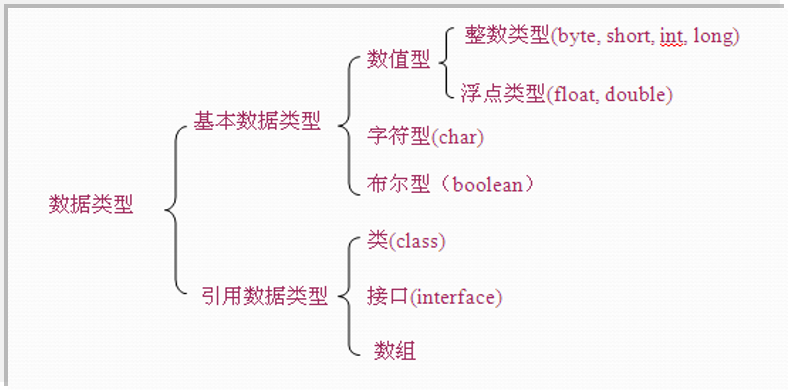 数据类型
基本数据类型
数值型
整数类型(byte, short, int, long)
浮点类型(float, double)
字符型(char)
布尔型（boolean）
引用数据类型
类(class)
接口(interface)
数组